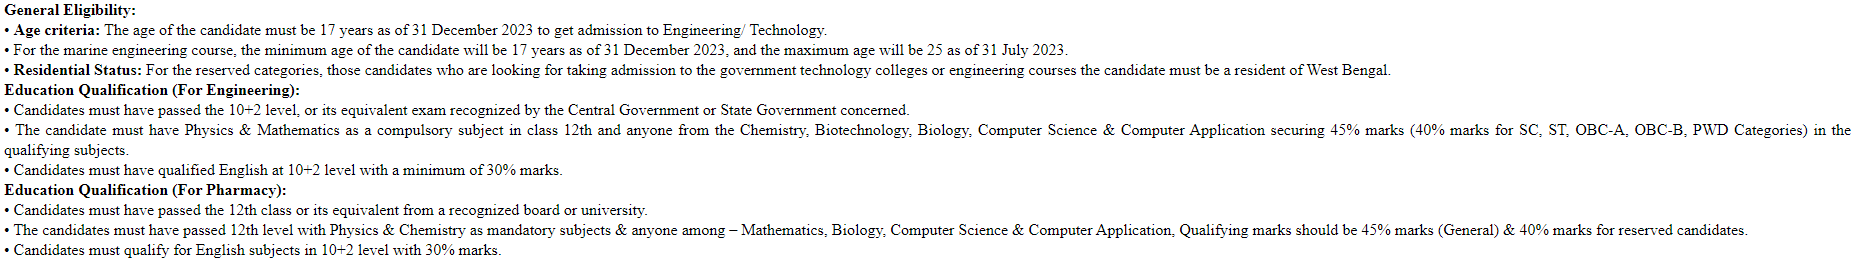 General Eligibility:
• Age criteria: The age of the candidate must be 17 years as of 31 December 2023 to get admission to Engineering/ Technology.
• For the marine engineering course, the minimum age of the candidate will be 17 years as of 31 December 2023, and the maximum age will be 25 as of 31 July 2023.
• Residential Status: For the reserved categories, those candidates who are looking for taking admission to the government technology colleges or engineering courses the candidate must be a resident of West Bengal.
Education Qualification (For Engineering):
• Candidates must have passed the 10+2 level, or its equivalent exam recognized by the Central Government or State Government concerned.
• The candidate must have Physics & Mathematics as a compulsory subject in class 12th and anyone from the Chemistry, Biotechnology, Biology, Computer Science & Computer Application securing 45% marks (40% marks for SC, ST, OBC-A, OBC-B, PWD Categories) in the
qualifying subjects.
• Candidates must have qualified English at 10+2 level with a minimum of 30% marks.
Education Qualification (For Pharmacy):
• Candidates must have passed the 12th class or its equivalent from a recognized board or university.
• The candidates must have passed 12th level with Physics & Chemistry as mandatory subjects & anyone among – Mathematics, Biology, Computer Science & Computer Application, Qualifying marks should be 45% marks (General) & 40% marks for reserved candidates.
• Candidates must qualify for English subjects in 10+2 level with 30% marks.